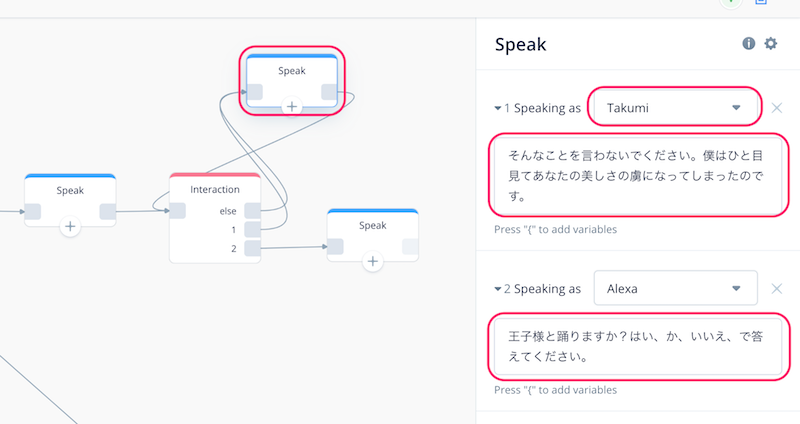 Speak
Speak
Interaction
else
1
2
Speak
Speak
1 Speaking as
Takumi
そんなことを言わないでください。僕はひと目
見てあなたの美しさの虜になってしまったので
す。
Press "{" to add variables
2 Speaking as
Alexa
王子様と踊りますか？はい、か、いいえ、で答
えてください。
Press "{" to add variables